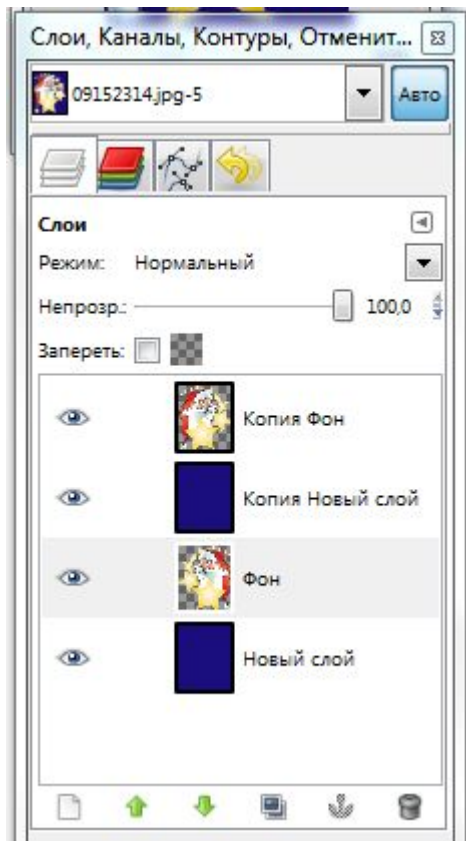 Слои, Каналы, Контуры, Отменит...
09152314.jpg-5
Авто
Слои
Режим: Нормальный
Непрозр.: 100,0
Запереть:
Копия Фон
Копия Новый слой
Фон
Новый слой